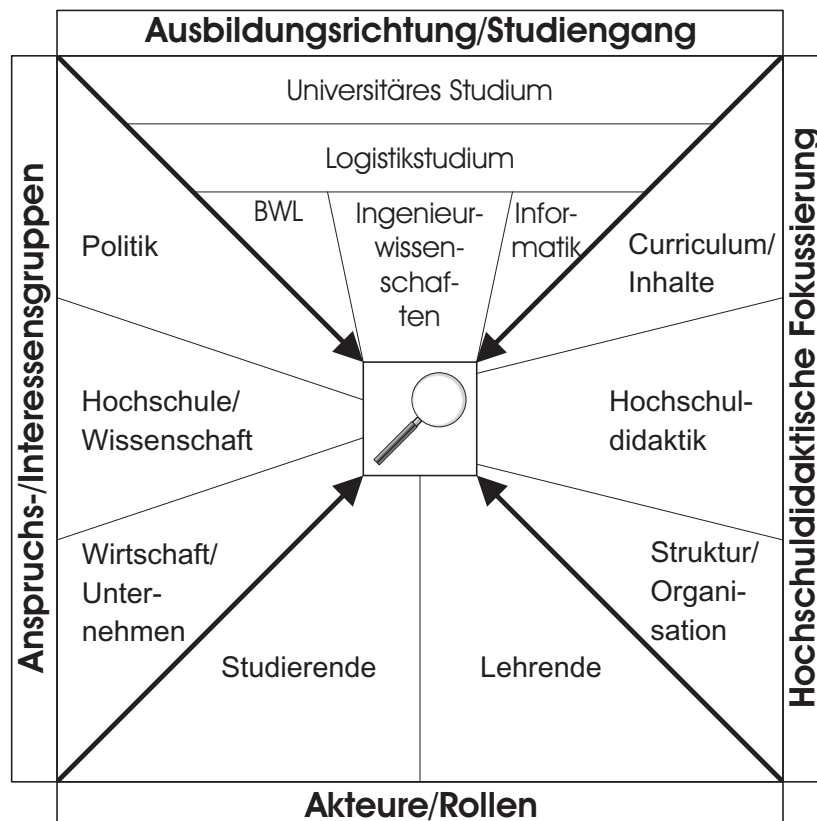 Ausbildungsrichtung/Studiengang
Universitäres Studium
Logistikstudium
BWL
Ingenieur-
wissen-
schaf-
ten
Infor-
matik
Anspruchs-/Interessensgruppen
Politik
Hochschule/
Wissenschaft
Wirtschaft/
Unter-
nehmen
Hochschuldidaktische Fokussierung
Curriculum/
Inhalte
Hochschul-
didaktik
Struktur/
Organi-
sation
Studierende
Lehrende
Akteure/Rollen